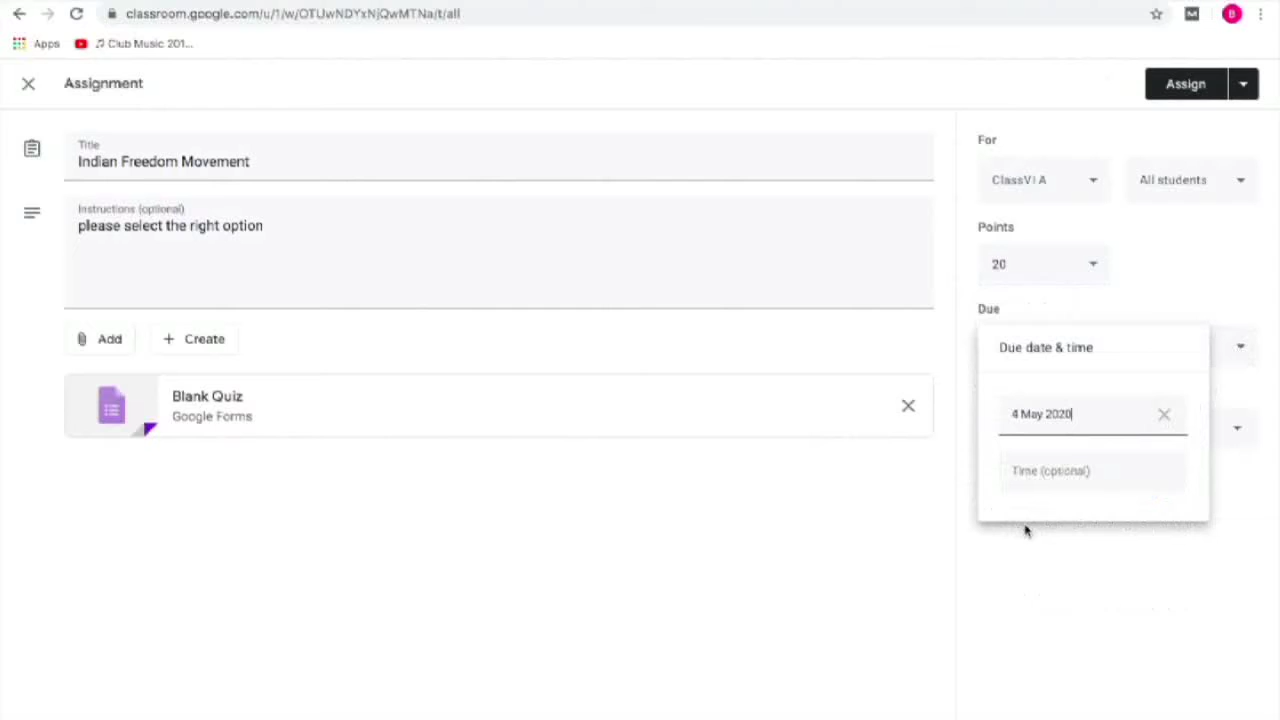 classroom.google.com/u/1/w/OTUwNDYxNjQwMTNa/t/all
B
Apps
Club Music 201...
Assignment
Assign
Title
Indian Freedom Movement
Instructions (optional)
please select the right option
Add
Create
Blank Quiz
Google Forms
For
ClassVI A
All students
Points
20
Due
Due date & time
4 May 2020
Time (optional)